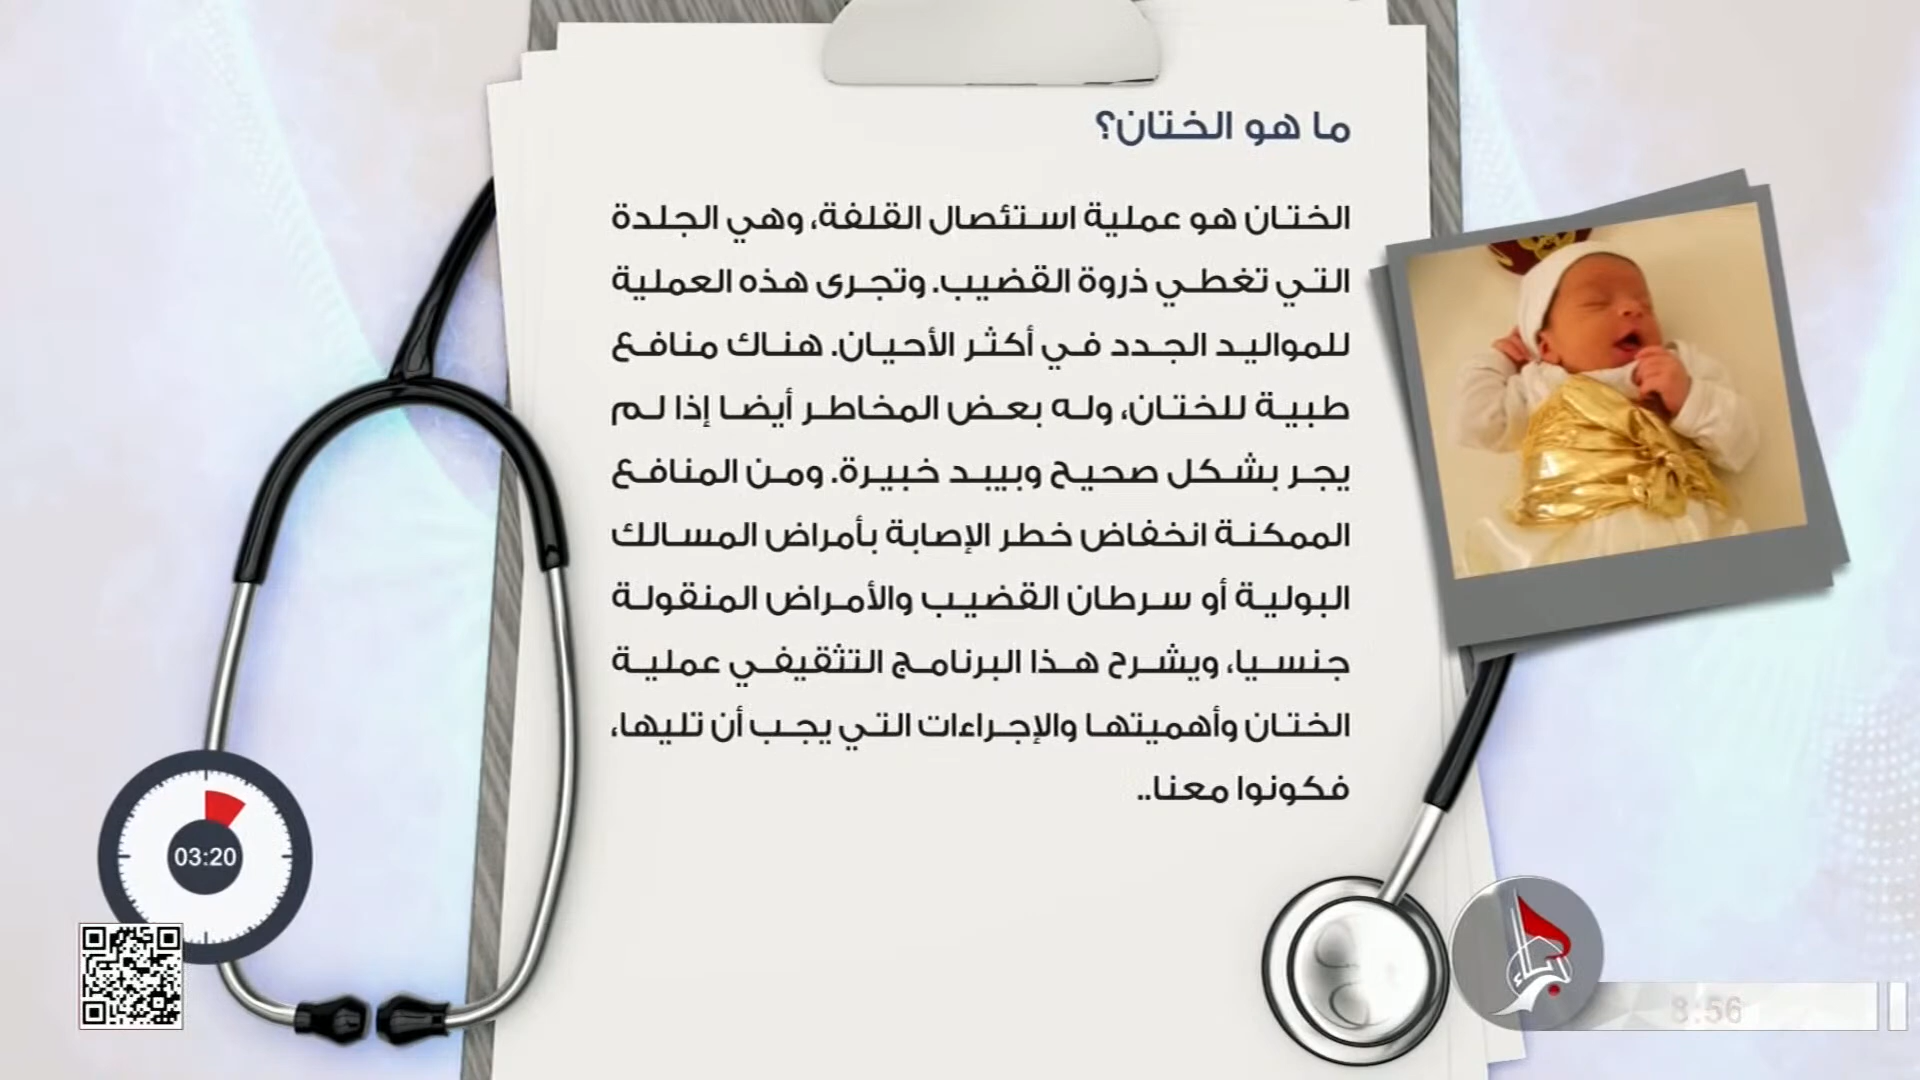 ما هو الختان؟
الختان هو عملية استئصال القلفة، وهي الجلدة
التي تغطي ذروة القضيب. وتجرى هذه العملية
للمواليد الجدد في أكثر الأحيان. هناك منافع
طبية للختان، وله بعض المخاطر أيضا إذا لم
يجر بشكل صحيح وبييد خبيرة. ومن المنافع
الممكنة انخفاض خطر الإصابة بأمراض المسالك
البولية أو سرطان القضيب والأمراض المنقولة
جنسيا، ويشرح هذا البرنامج التثقيفي عملية
الختان وأهميتها والإجراءات التي يجب أن تليها،
فكونوا معنا..
03:20
8:56